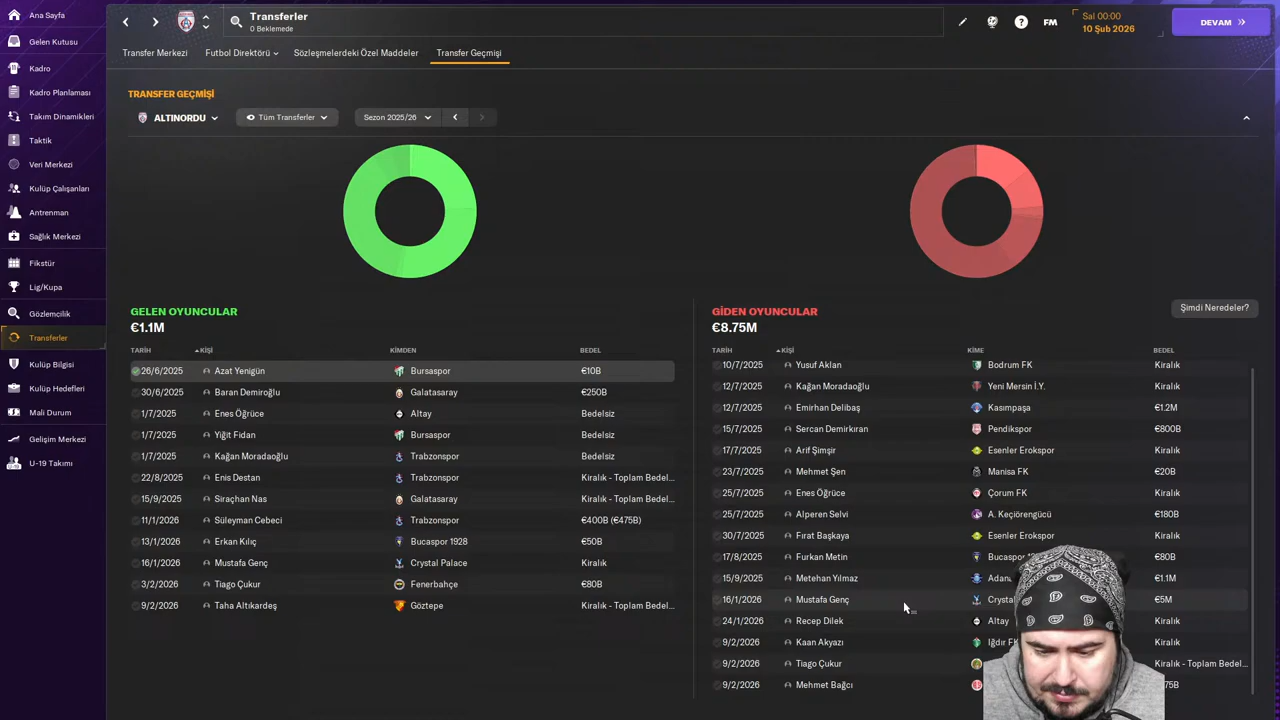 Ana Sayfa
Gelen Kutusu
Kadro
Kadro Planlaması
Takım Dinamikleri
Taktik
Veri Merkezi
Kulüp Çalışanları
Antrenman
Sağlık Merkezi
Fikstür
Lig/Kupa
Gözlemcilik
Transferler
Kulüp Bilgisi
Kulüp Hedefleri
Mali Durum
Gelişim Merkezi
U-19 Takımı
Transferler
0 Beklemede
FM
Sal 00:00
10 Şub 2026
DEVAM
Transfer Merkezi Futbol Direktörü Sözleşmelerdeki Özel Maddeler Transfer Geçmişi
TRANSFER GEÇMİŞİ
ALTINORDU Tüm Transferler Sezon 2025/26
GELEN OYUNCULAR
€1.1M
TARİH KİŞİ KİMDEN BEDEL
26/6/2025 Azat Yenigün Bursaspor €10B
30/6/2025 Baran Demiroğlu Galatasaray €250B
1/7/2025 Enes Öğrüce Altay Bedelsiz
1/7/2025 Yiğit Fidan Bursaspor Bedelsiz
1/7/2025 Kağan Moradaoğlu Trabzonspor Bedelsiz
22/8/2025 Enis Destan Trabzonspor Kiralık - Toplam Bedel...
15/9/2025 Siraçhan Nas Galatasaray Kiralık - Toplam Bedel...
11/1/2026 Süleyman Cebeci Trabzonspor €400B (€475B)
13/1/2026 Erkan Kılıç Bucaspor 1928 €50B
16/1/2026 Mustafa Genç Crystal Palace Kiralık
3/2/2026 Tiago Çukur Fenerbahçe €80B
9/2/2026 Taha Altıkardeş Göztepe Kiralık - Toplam Bedel...
GİDEN OYUNCULAR
€8.75M
Şimdi Neredeler?
TARİH KİŞİ KİME BEDEL
10/7/2025 Yusuf Aklan Bodrum FK Kiralık
12/7/2025 Kağan Moradaoğlu Yeni Mersin İ.Y. Kiralık
12/7/2025 Emirhan Delibaş Kasımpaşa €1.2M
15/7/2025 Sercan Demirkıran Pendikspor €800B
17/7/2025 Arif Şimşir Esenler Erokspor Kiralık
23/7/2025 Mehmet Şen Manisa FK €20B
25/7/2025 Enes Öğrüce Çorum FK Kiralık
25/7/2025 Alperen Selvi A. Keçiörengücü €180B
30/7/2025 Fırat Başkaya Esenler Erokspor Kiralık
17/8/2025 Furkan Metin €80B
15/9/2025 Metehan Yılmaz €1.1M
16/1/2026 Mustafa Genç Crystal €5M
24/1/2026 Recep Dilek Altay Kiralık
9/2/2026 Kaan Akyazı Iğdır FK Kiralık
9/2/2026 Tiago Çukur Kiralık - Toplam Bedel...
9/2/2026 Mehmet Bağcı